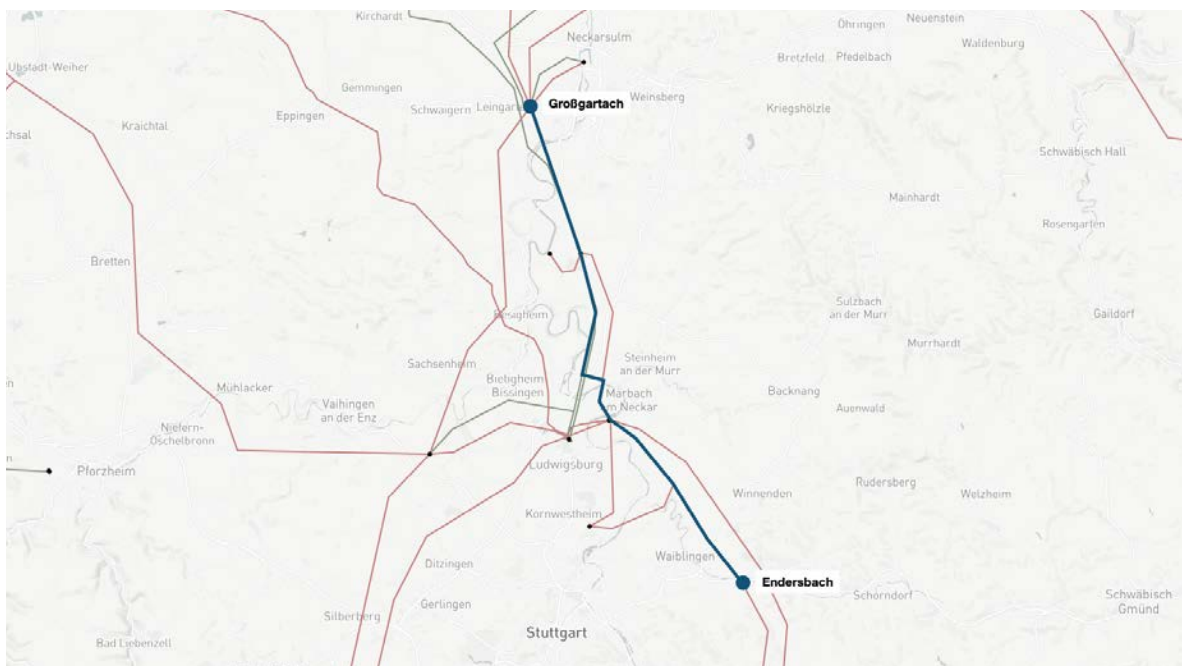 Kirchardt
Neckarsulm
Öhringen
Neuenstein
Waldenburg
Bretzfeld
Pfedelbach
Ubstadt-Weiher
Gemmingen
Schwaigern
Großgartach
Weinsberg
Kriegshölzle
Eppingen
Kraichtal
Schwäbisch Hall
Mainhardt
Rosengarten
Bretten
Sulzbach
an der Murr
Gaildorf
Besigheim
Murrhardt
Sachsenheim
Steinheim
an der Murr
Bietigheim
Bissingen
Mühlacker
Backnang
Marbach
am Neckar
Vaihingen
an der Enz
Auenwald
Niefern-
Öschelbronn
Pforzheim
Ludwigsburg
Rudersberg
Winnenden
Welzheim
Kornwestheim
Waiblingen
Ditzingen
Endersbach
Schorndorf
Schwäbisch
Gmünd
Gerlingen
Silberberg
Stuttgart
Bad Liebenzell